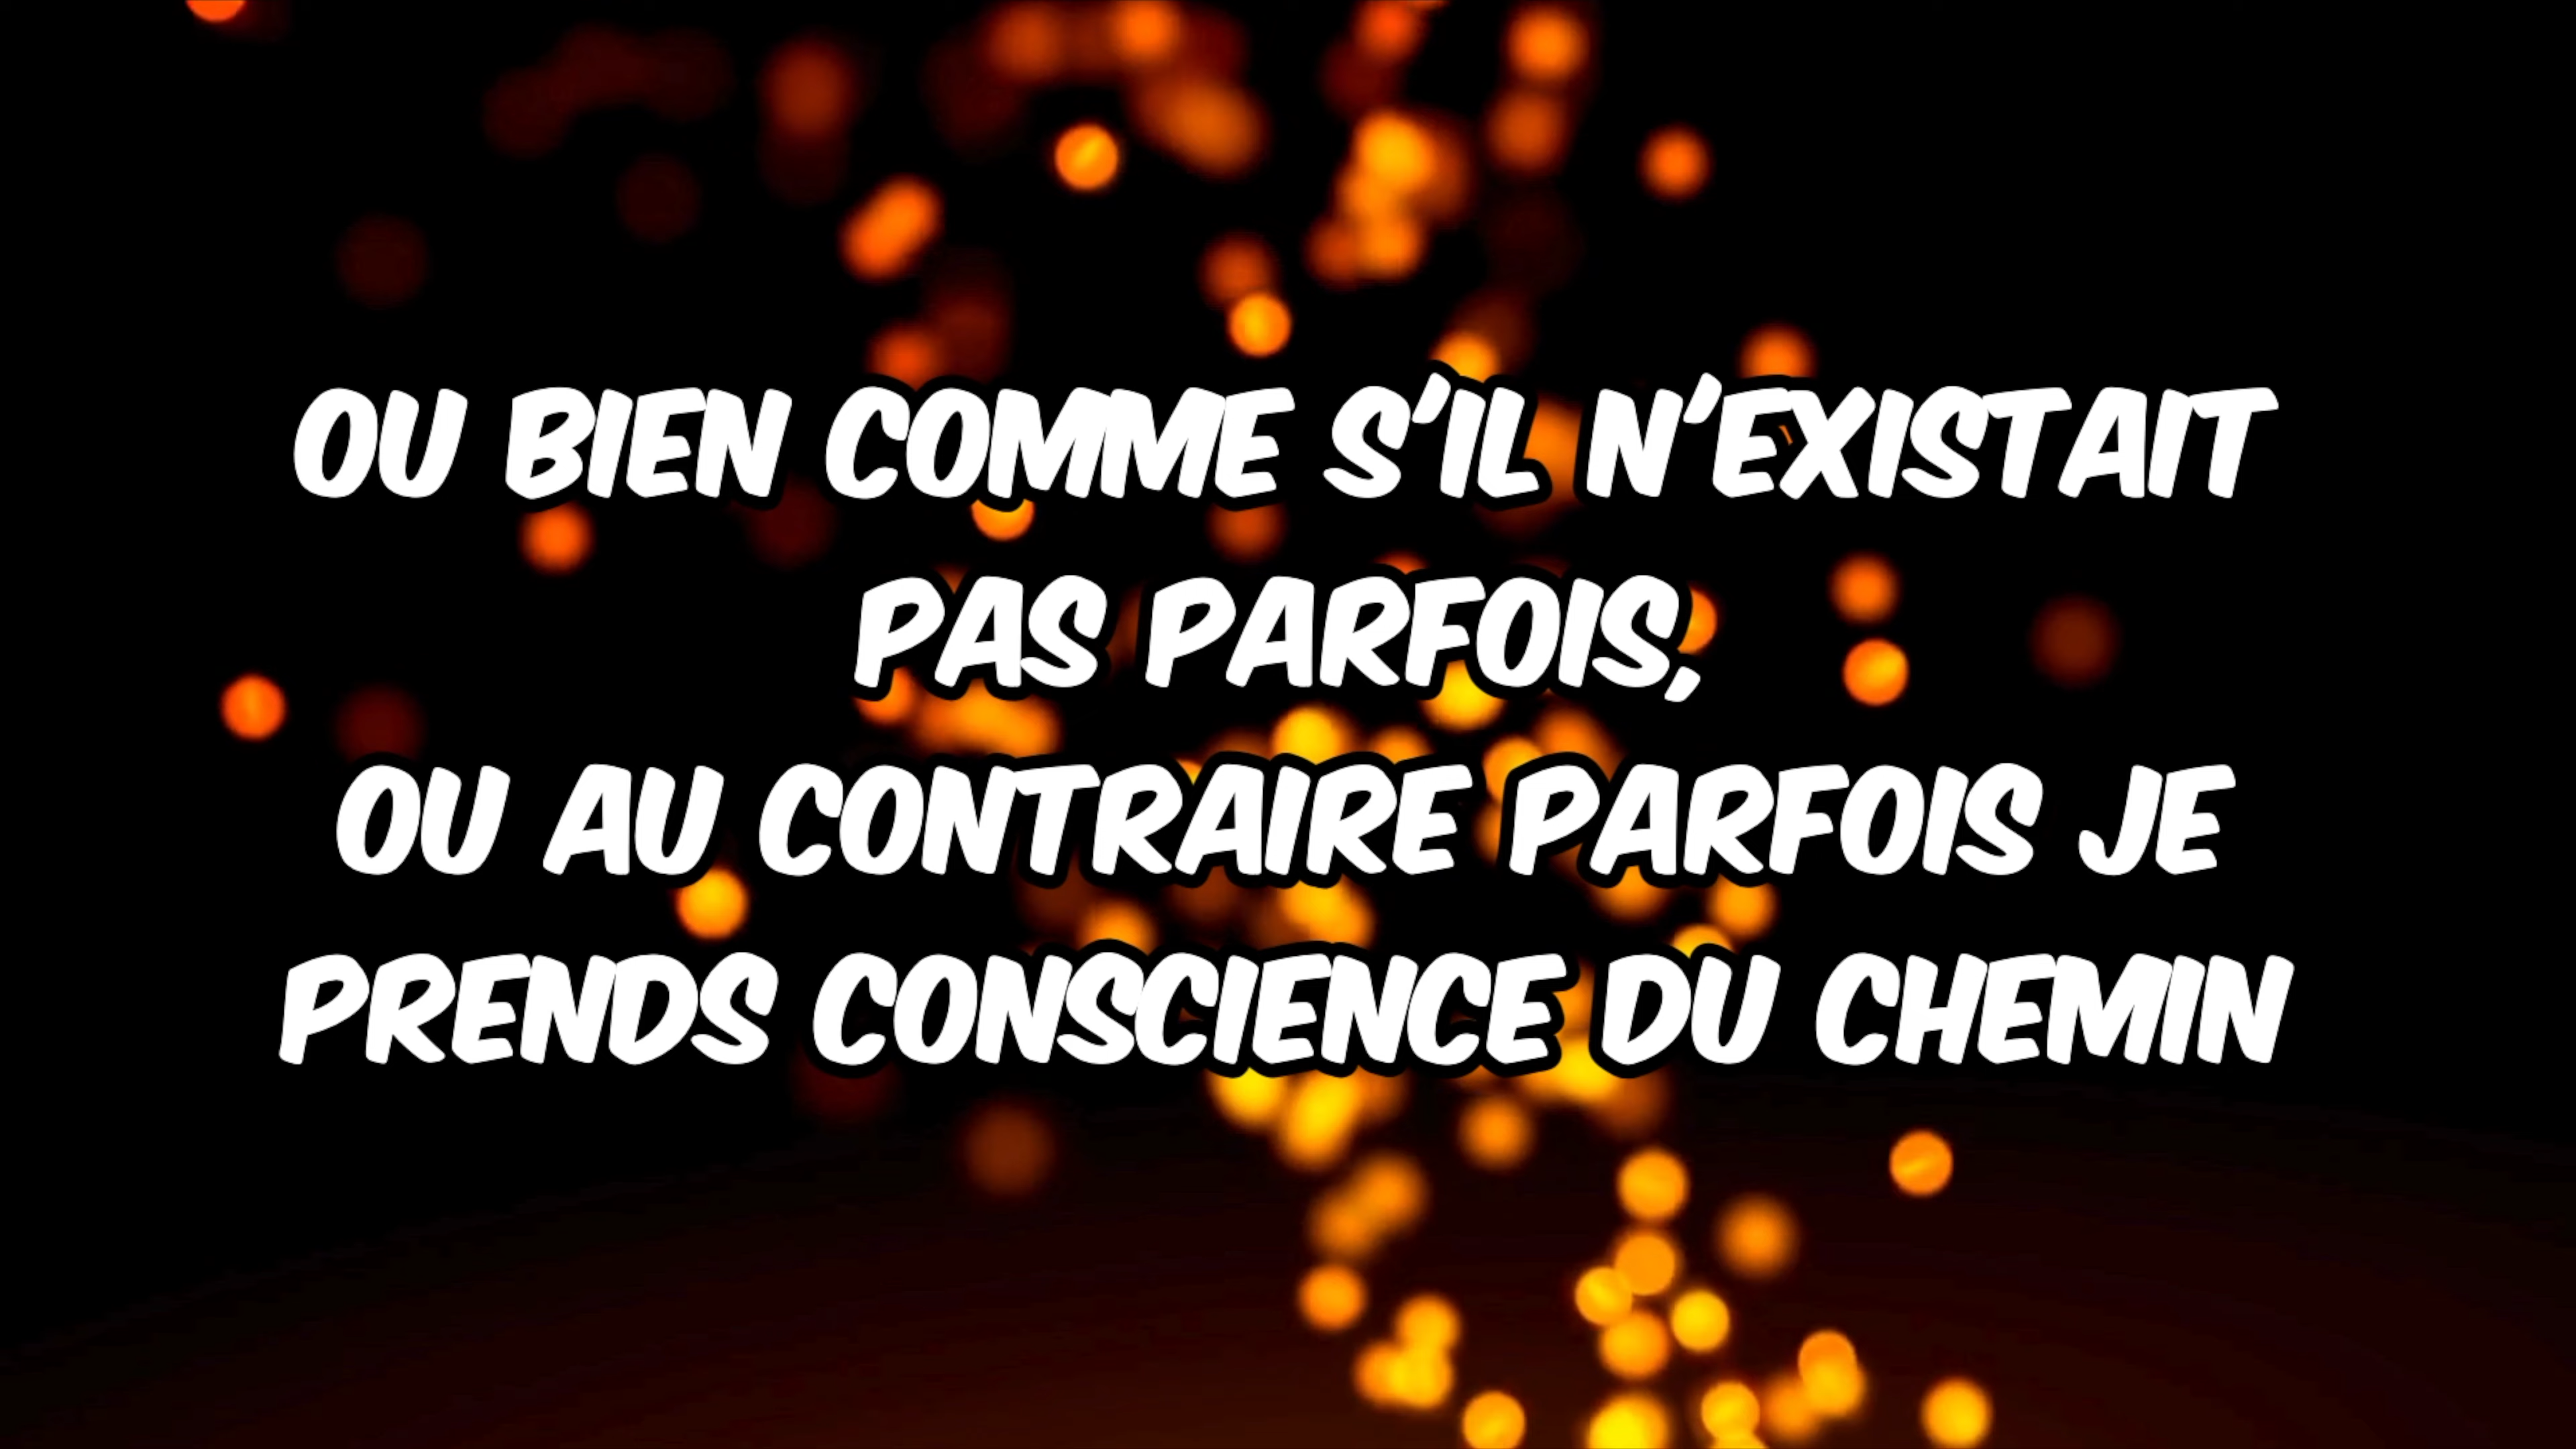 OU BIEN COMME S'IL N'EXISTAIT
PAS PARFOIS,
OU AU CONTRAIRE PARFOIS JE
PRENDS CONSCIENCE DU CHEMIN